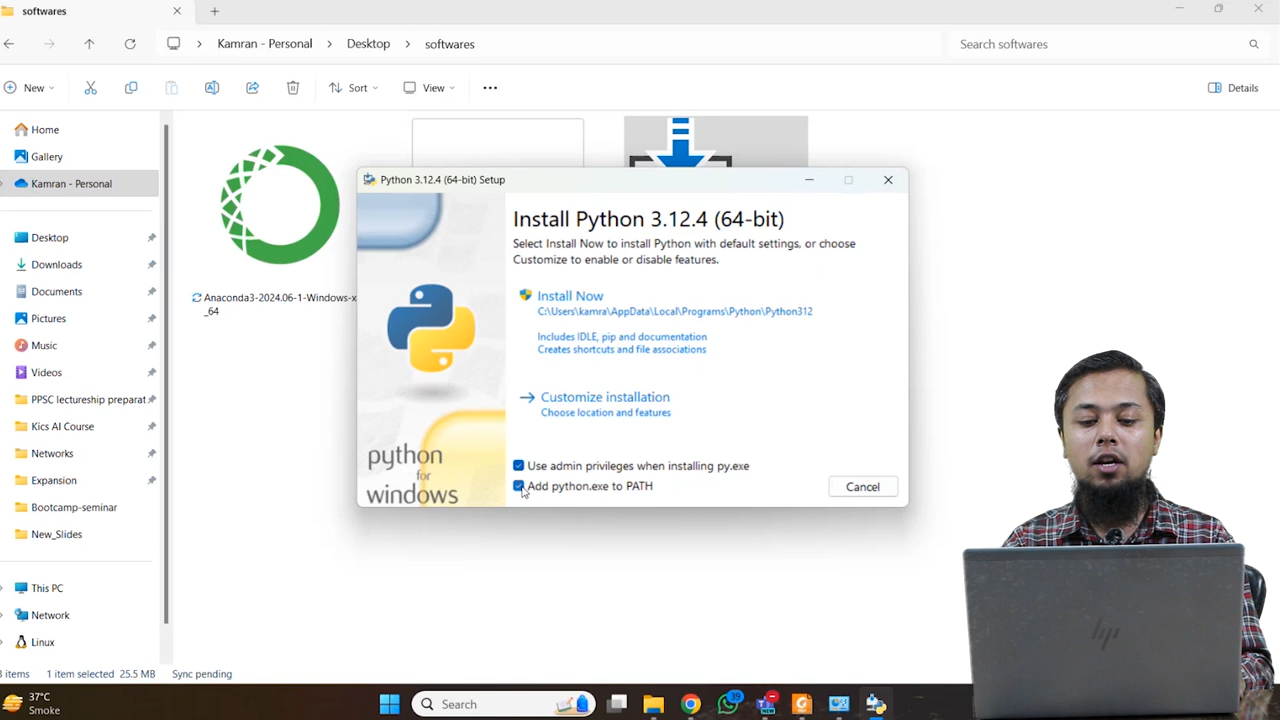 softwares
Kamran - Personal
Desktop
softwares
Search softwares
New
Sort
View
Details
Home
Gallery
Kamran - Personal
Desktop
Downloads
Documents
Pictures
Music
Videos
PPSC lectureship preparat
Kics AI Course
Networks
Expansion
Bootcamp-seminar
New_Slides
This PC
Network
Linux
Anaconda3-2024.06-1-Windows-x
_64
Python 3.12.4 (64-bit) Setup
Install Python 3.12.4 (64-bit)
Select Install Now to install Python with default settings, or choose
Customize to enable or disable features.
Install Now
C:\Users\kamra\AppData\Local\Programs\Python\Python312
Includes IDLE, pip and documentation
Creates shortcuts and file associations
Customize installation
Choose location and features
python
for
windows
Use admin privileges when installing py.exe
Add python.exe to PATH
Cancel
items
1 item selected 25.5 MB
Sync pending
37°C
Smoke
Search
39
NEW
hp